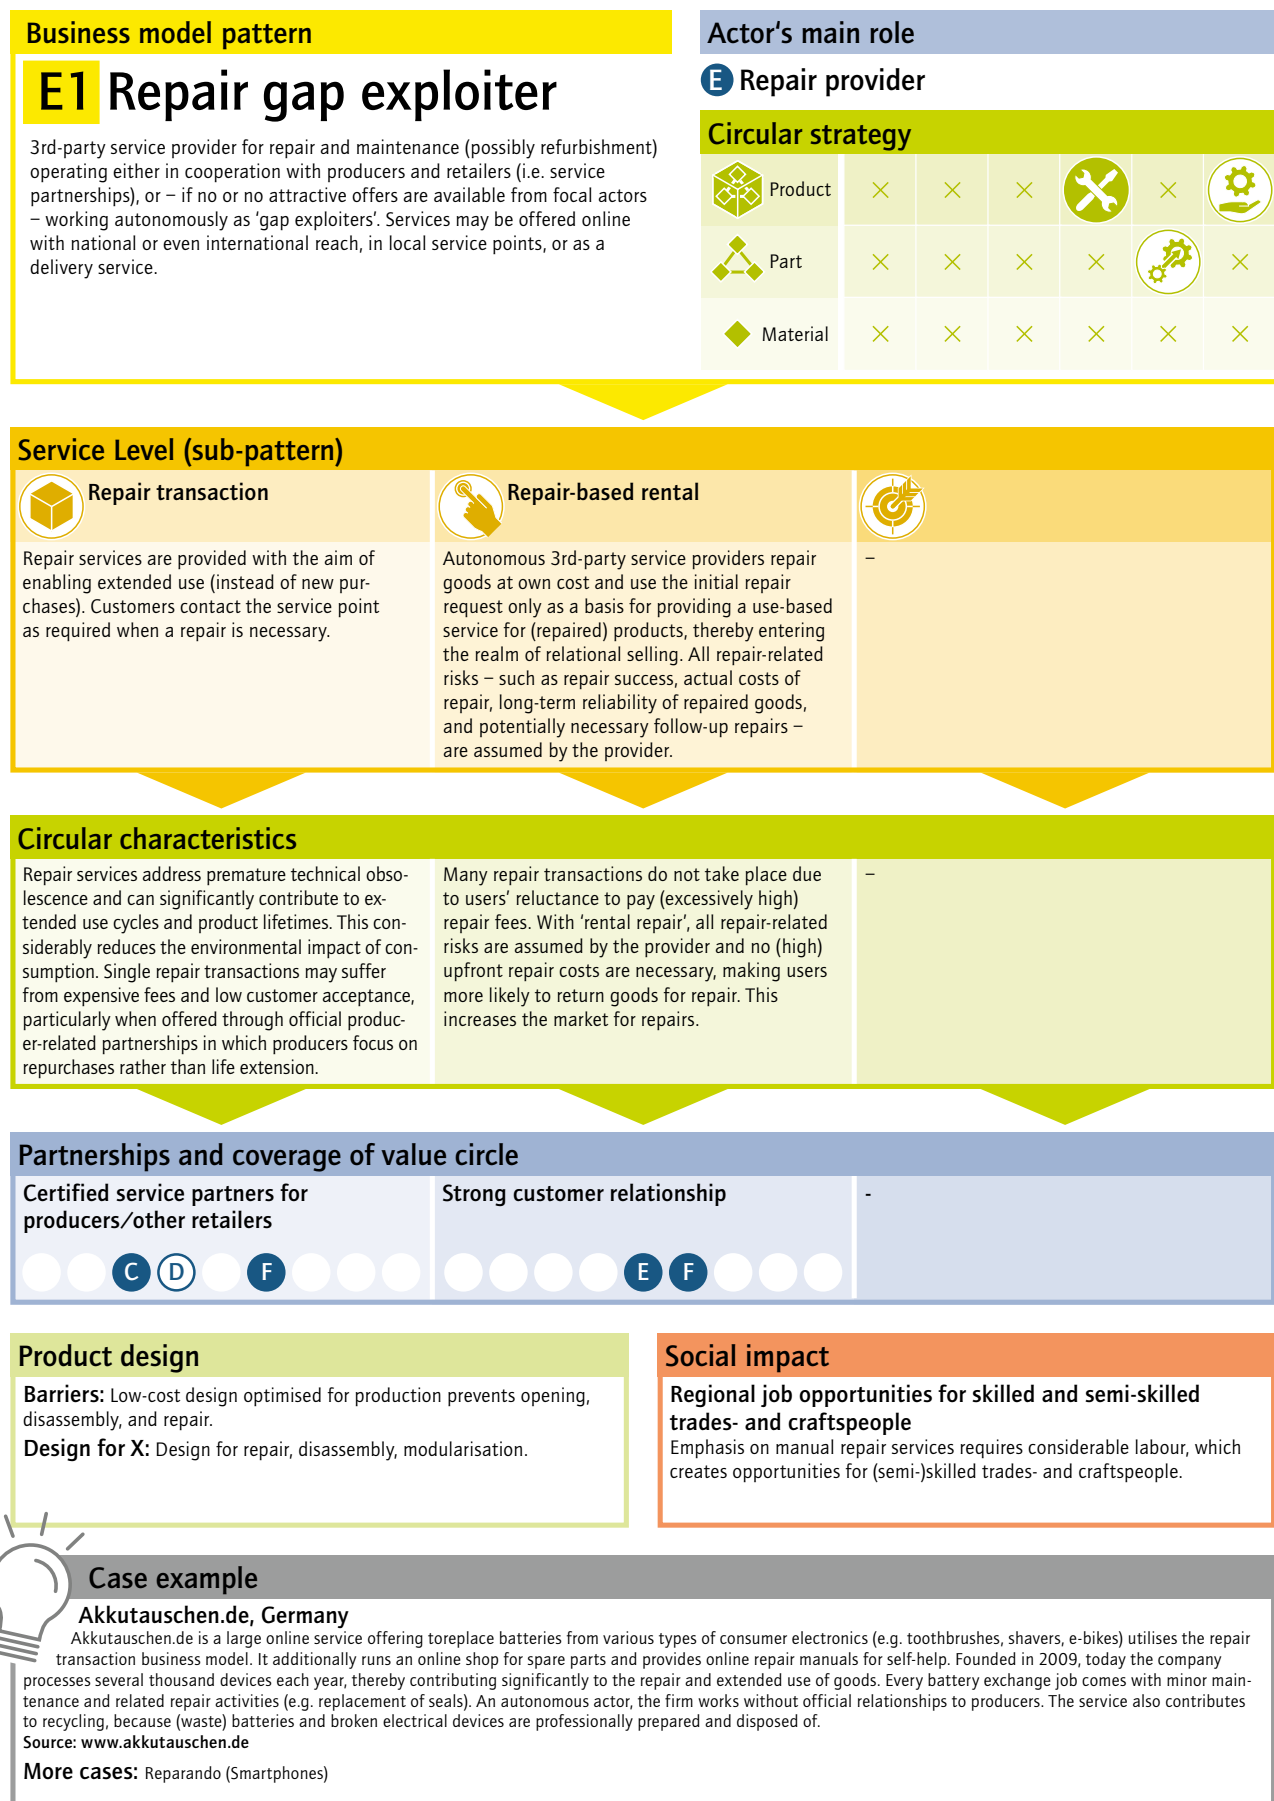 Business model pattern
E1 Repair gap exploiter
3rd-party service provider for repair and maintenance (possibly refurbishment)
operating either in cooperation with producers and retailers (i.e. service
partnerships), or – if no or no attractive offers are available from focal actors
– working autonomously as ‘gap exploiters’. Services may be offered online
with national or even international reach, in local service points, or as a
delivery service.
Actor‘s main role
E Repair provider
Circular strategy
Product
Part
Material
Service Level (sub-pattern)
Repair transaction
Repair services are provided with the aim of
enabling extended use (instead of new pur-
chases). Customers contact the service point
as required when a repair is necessary.
Repair-based rental
Autonomous 3rd-party service providers repair
goods at own cost and use the initial repair
request only as a basis for providing a use-based
service for (repaired) products, thereby entering
the realm of relational selling. All repair-related
risks – such as repair success, actual costs of
repair, long-term reliability of repaired goods,
and potentially necessary follow-up repairs –
are assumed by the provider.
–
Circular characteristics
Repair services address premature technical obso-
lescence and can significantly contribute to ex-
tended use cycles and product lifetimes. This con-
siderably reduces the environmental impact of con-
sumption. Single repair transactions may suffer
from expensive fees and low customer acceptance,
particularly when offered through official produc-
er-related partnerships in which producers focus on
repurchases rather than life extension.
Many repair transactions do not take place due
to users’ reluctance to pay (excessively high)
repair fees. With ‘rental repair’, all repair-related
risks are assumed by the provider and no (high)
upfront repair costs are necessary, making users
more likely to return goods for repair. This
increases the market for repairs.
–
Partnerships and coverage of value circle
Certified service partners for
producers/other retailers
C D F
Strong customer relationship
E F
-
Product design
Barriers: Low-cost design optimised for production prevents opening,
disassembly, and repair.
Design for X: Design for repair, disassembly, modularisation.
Social impact
Regional job opportunities for skilled and semi-skilled
trades- and craftspeople
Emphasis on manual repair services requires considerable labour, which
creates opportunities for (semi-)skilled trades- and craftspeople.
Case example
Akkutauschen.de, Germany
Akkutauschen.de is a large online service offering toreplace batteries from various types of consumer electronics (e.g. toothbrushes, shavers, e-bikes) utilises the repair
transaction business model. It additionally runs an online shop for spare parts and provides online repair manuals for self-help. Founded in 2009, today the company
processes several thousand devices each year, thereby contributing significantly to the repair and extended use of goods. Every battery exchange job comes with minor main-
tenance and related repair activities (e.g. replacement of seals). An autonomous actor, the firm works without official relationships to producers. The service also contributes
to recycling, because (waste) batteries and broken electrical devices are professionally prepared and disposed of.
Source: www.akkutauschen.de
More cases: Reparando (Smartphones)